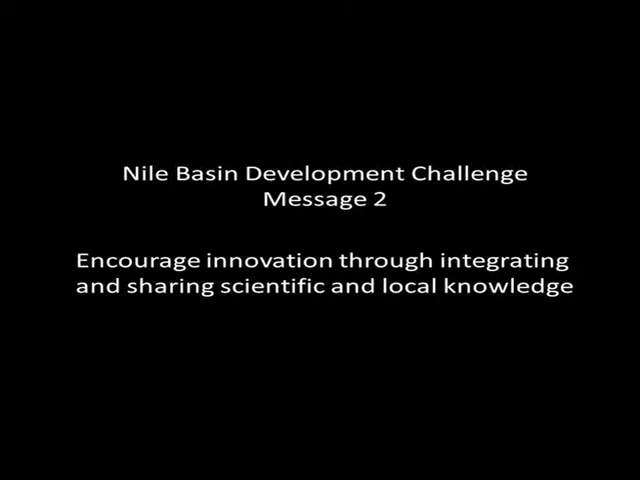 Nile Basin Development Challenge
Message 2
Encourage innovation through integrating
and sharing scientific and local knowledge